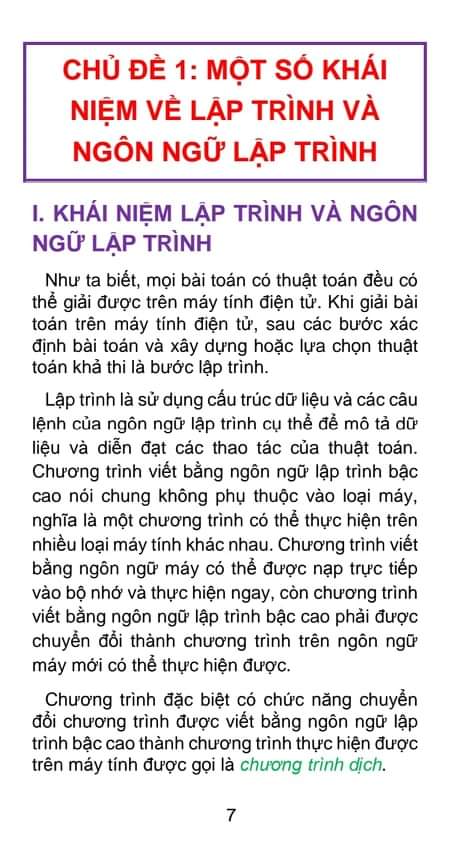 CHỦ ĐỀ 1: MỘT SỐ KHÁI
NIỆM VỀ LẬP TRÌNH VÀ
NGÔN NGỮ LẬP TRÌNH
I. KHÁI NIỆM LẬP TRÌNH VÀ NGÔN
NGỮ LẬP TRÌNH
Như ta biết, mọi bài toán có thuật toán đều có
thể giải được trên máy tính điện tử. Khi giải bài
toán trên máy tính điện tử, sau các bước xác
định bài toán và xây dựng hoặc lựa chọn thuật
toán khả thi là bước lập trình.
Lập trình là sử dụng cấu trúc dữ liệu và các câu
lệnh của ngôn ngữ lập trình cụ thể để mô tả dữ
liệu và diễn đạt các thao tác của thuật toán.
Chương trình viết bằng ngôn ngữ lập trình bậc
cao nói chung không phụ thuộc vào loại máy,
nghĩa là một chương trình có thể thực hiện trên
nhiều loại máy tính khác nhau. Chương trình viết
bằng ngôn ngữ máy có thể được nạp trực tiếp
vào bộ nhớ và thực hiện ngay, còn chương trình
viết bằng ngôn ngữ lập trình bậc cao phải được
chuyển đổi thành chương trình trên ngôn ngữ
máy mới có thể thực hiện được.
Chương trình đặc biệt có chức năng chuyển
đổi chương trình được viết bằng ngôn ngữ lập
trình bậc cao thành chương trình thực hiện được
trên máy tính được gọi là chương trình dịch.
7